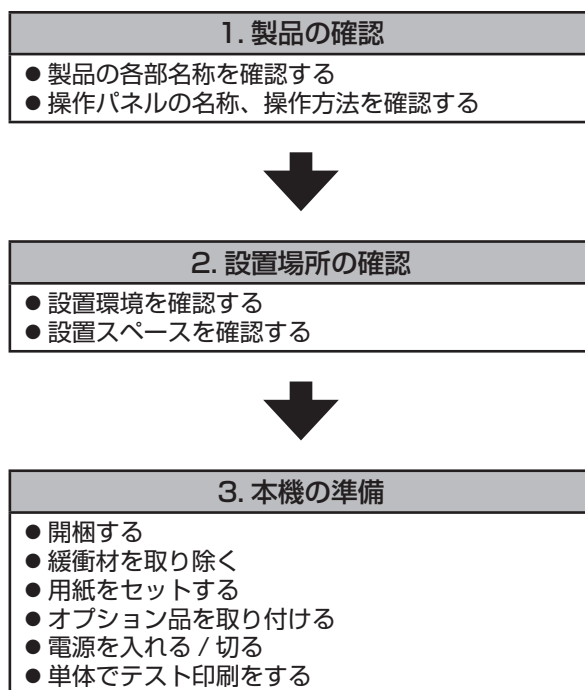 1. 製品の確認
● 製品の各部名称を確認する
● 操作パネルの名称、操作方法を確認する
2. 設置場所の確認
● 設置環境を確認する
● 設置スペースを確認する
3. 本機の準備
● 開梱する
● 緩衝材を取り除く
● 用紙をセットする
● オプション品を取り付ける
● 電源を入れる / 切る
● 単体でテスト印刷をする